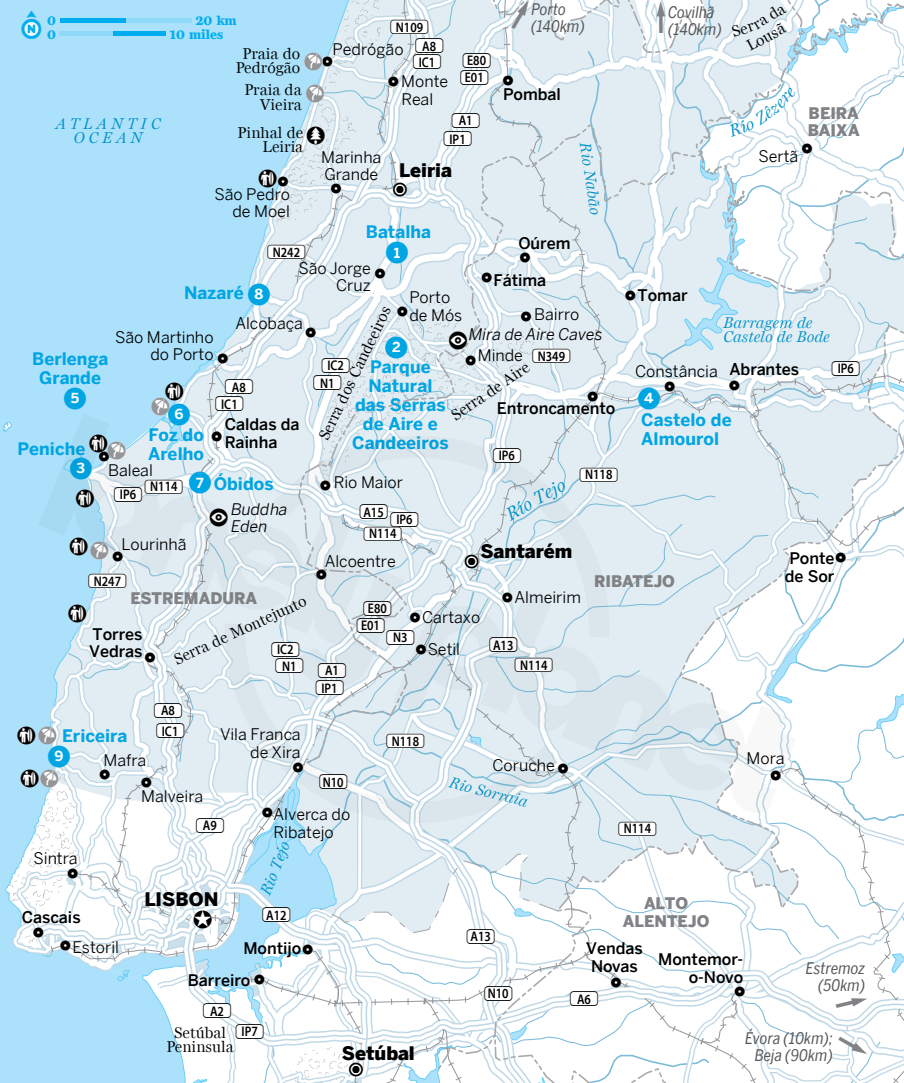 0 20 km
0 10 miles
N
Porto
(140km)
Covilhã
(140km)
Serra da
Lousã
N109
A8
IC1
E80
E01
Praia do
Pedrógão
Pedrógão
Monte
Real
Pombal
Praia da
Vieira
Rio Zêzere
BEIRA
BAIXA
ATLANTIC
OCEAN
A1
IP1
Pinhal de
Leiria
Rio Nabão
Sertã
Marinha
Grande
Leiria
São Pedro
de Moel
Batalha
1
N242
Oúrem
São Jorge
Cruz
Fátima
Nazaré
8
Porto
de Mós
Tomar
Alcobaça
Bairro
Mira de Aire Caves
Barragem de
Castelo de Bode
São Martinho
do Porto
2
Minde
N349
Berlenga
Grande
5
IC2
N1
Serra dos Candeeiros
Parque
Natural
das Serras
de Aire e
Candeeiros
Serra de Aire
Constância
Abrantes
IP6
A8
IC1
Entroncamento
4
Castelo de
Almourol
6
Foz do
Arelho
Caldas da
Rainha
Peniche
3
Baleal
IP6
N114
7
Óbidos
Rio Maior
IP6
N118
Rio Tejo
Buddha
Eden
A15
IP6
N114
Lourinhã
Santarém
Alcoentre
Ponte
de Sor
N247
ESTREMADURA
RIBATEJO
Almeirim
E80
E01
Cartaxo
Serra de Montejunto
Torres
Vedras
N3
Setil
IC2
N1
A13
N114
A1
IP1
A8
IC1
Ericeira
9
Vila Franca
de Xira
N118
Mafra
Coruche
Mora
Malveira
N10
Rio Sorraia
Alverca do
Ribatejo
A9
N114
Sintra
Rio Tejo
LISBON
A12
ALTO
ALENTEJO
Cascais
Estoril
A13
Montijo
Vendas
Novas
Montemor-
o-Novo
Barreiro
Estremoz
(50km)
N10
A6
A2
Setúbal
Peninsula
IP7
Évora (10km);
Beja (90km)
Setúbal